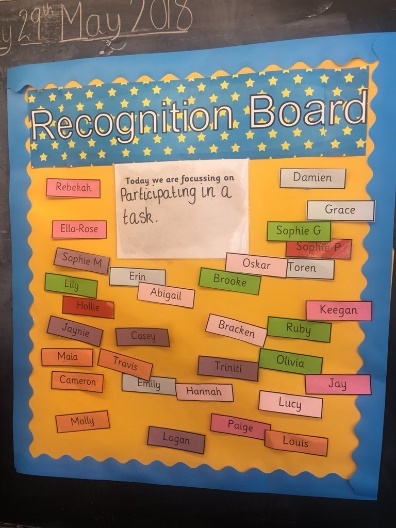 y 29th May 2018
Recognition Board
Today we are focussing on
Participating in a
task.
Damien
Rebekah
Grace
Ella-Rose
Sophie G
Sophie P
Sophie M
Oskar
Toren
Erin
Lily
Brooke
Abigail
Hollie
Keegan
Jaynie
Casey
Bracken
Ruby
Maia
Travis
Triniti
Olivia
Cameron
Emily
Hannah
Jay
Lucy
Molly
Paige
Logan
Louis